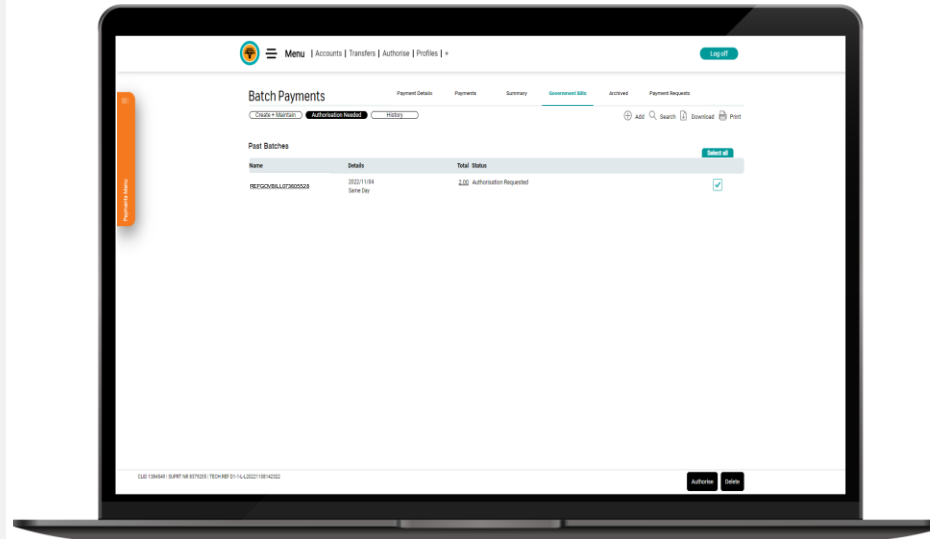 Menu | Accounts | Transfers | Authorise | Profiles | +
Log off
Payments Menu
Batch Payments
Payment Details Payments Summary Government Bills Archived Payment Requests
Create + Maintain Authorisation Needed History
Add Search Download Print
Past Batches
Select all
Name Details Total Status
REFGOVBILL073605528 2022/11/04 2.00 Authorisation Requested
Same Day
Authorise Delete